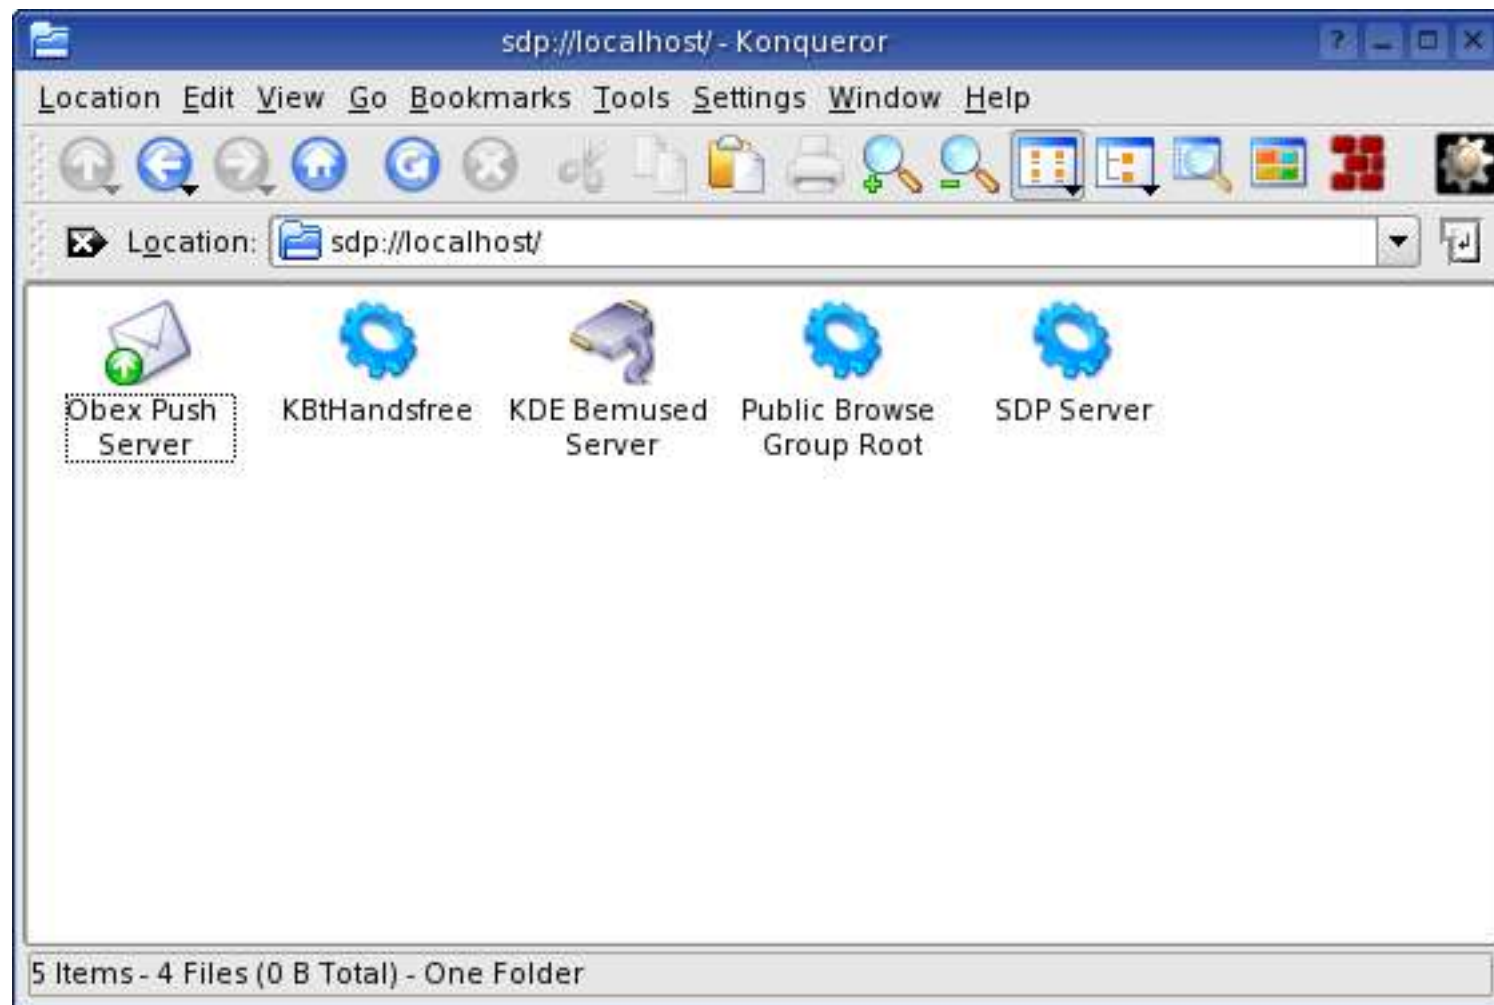 sdp://localhost/ - Konqueror
Location Edit View Go Bookmarks Tools Settings Window Help
Location: sdp://localhost/
Obex Push Server
KBtHandsfree
KDE Bemused Server
Public Browse Group Root
SDP Server
5 Items - 4 Files (0 B Total) - One Folder